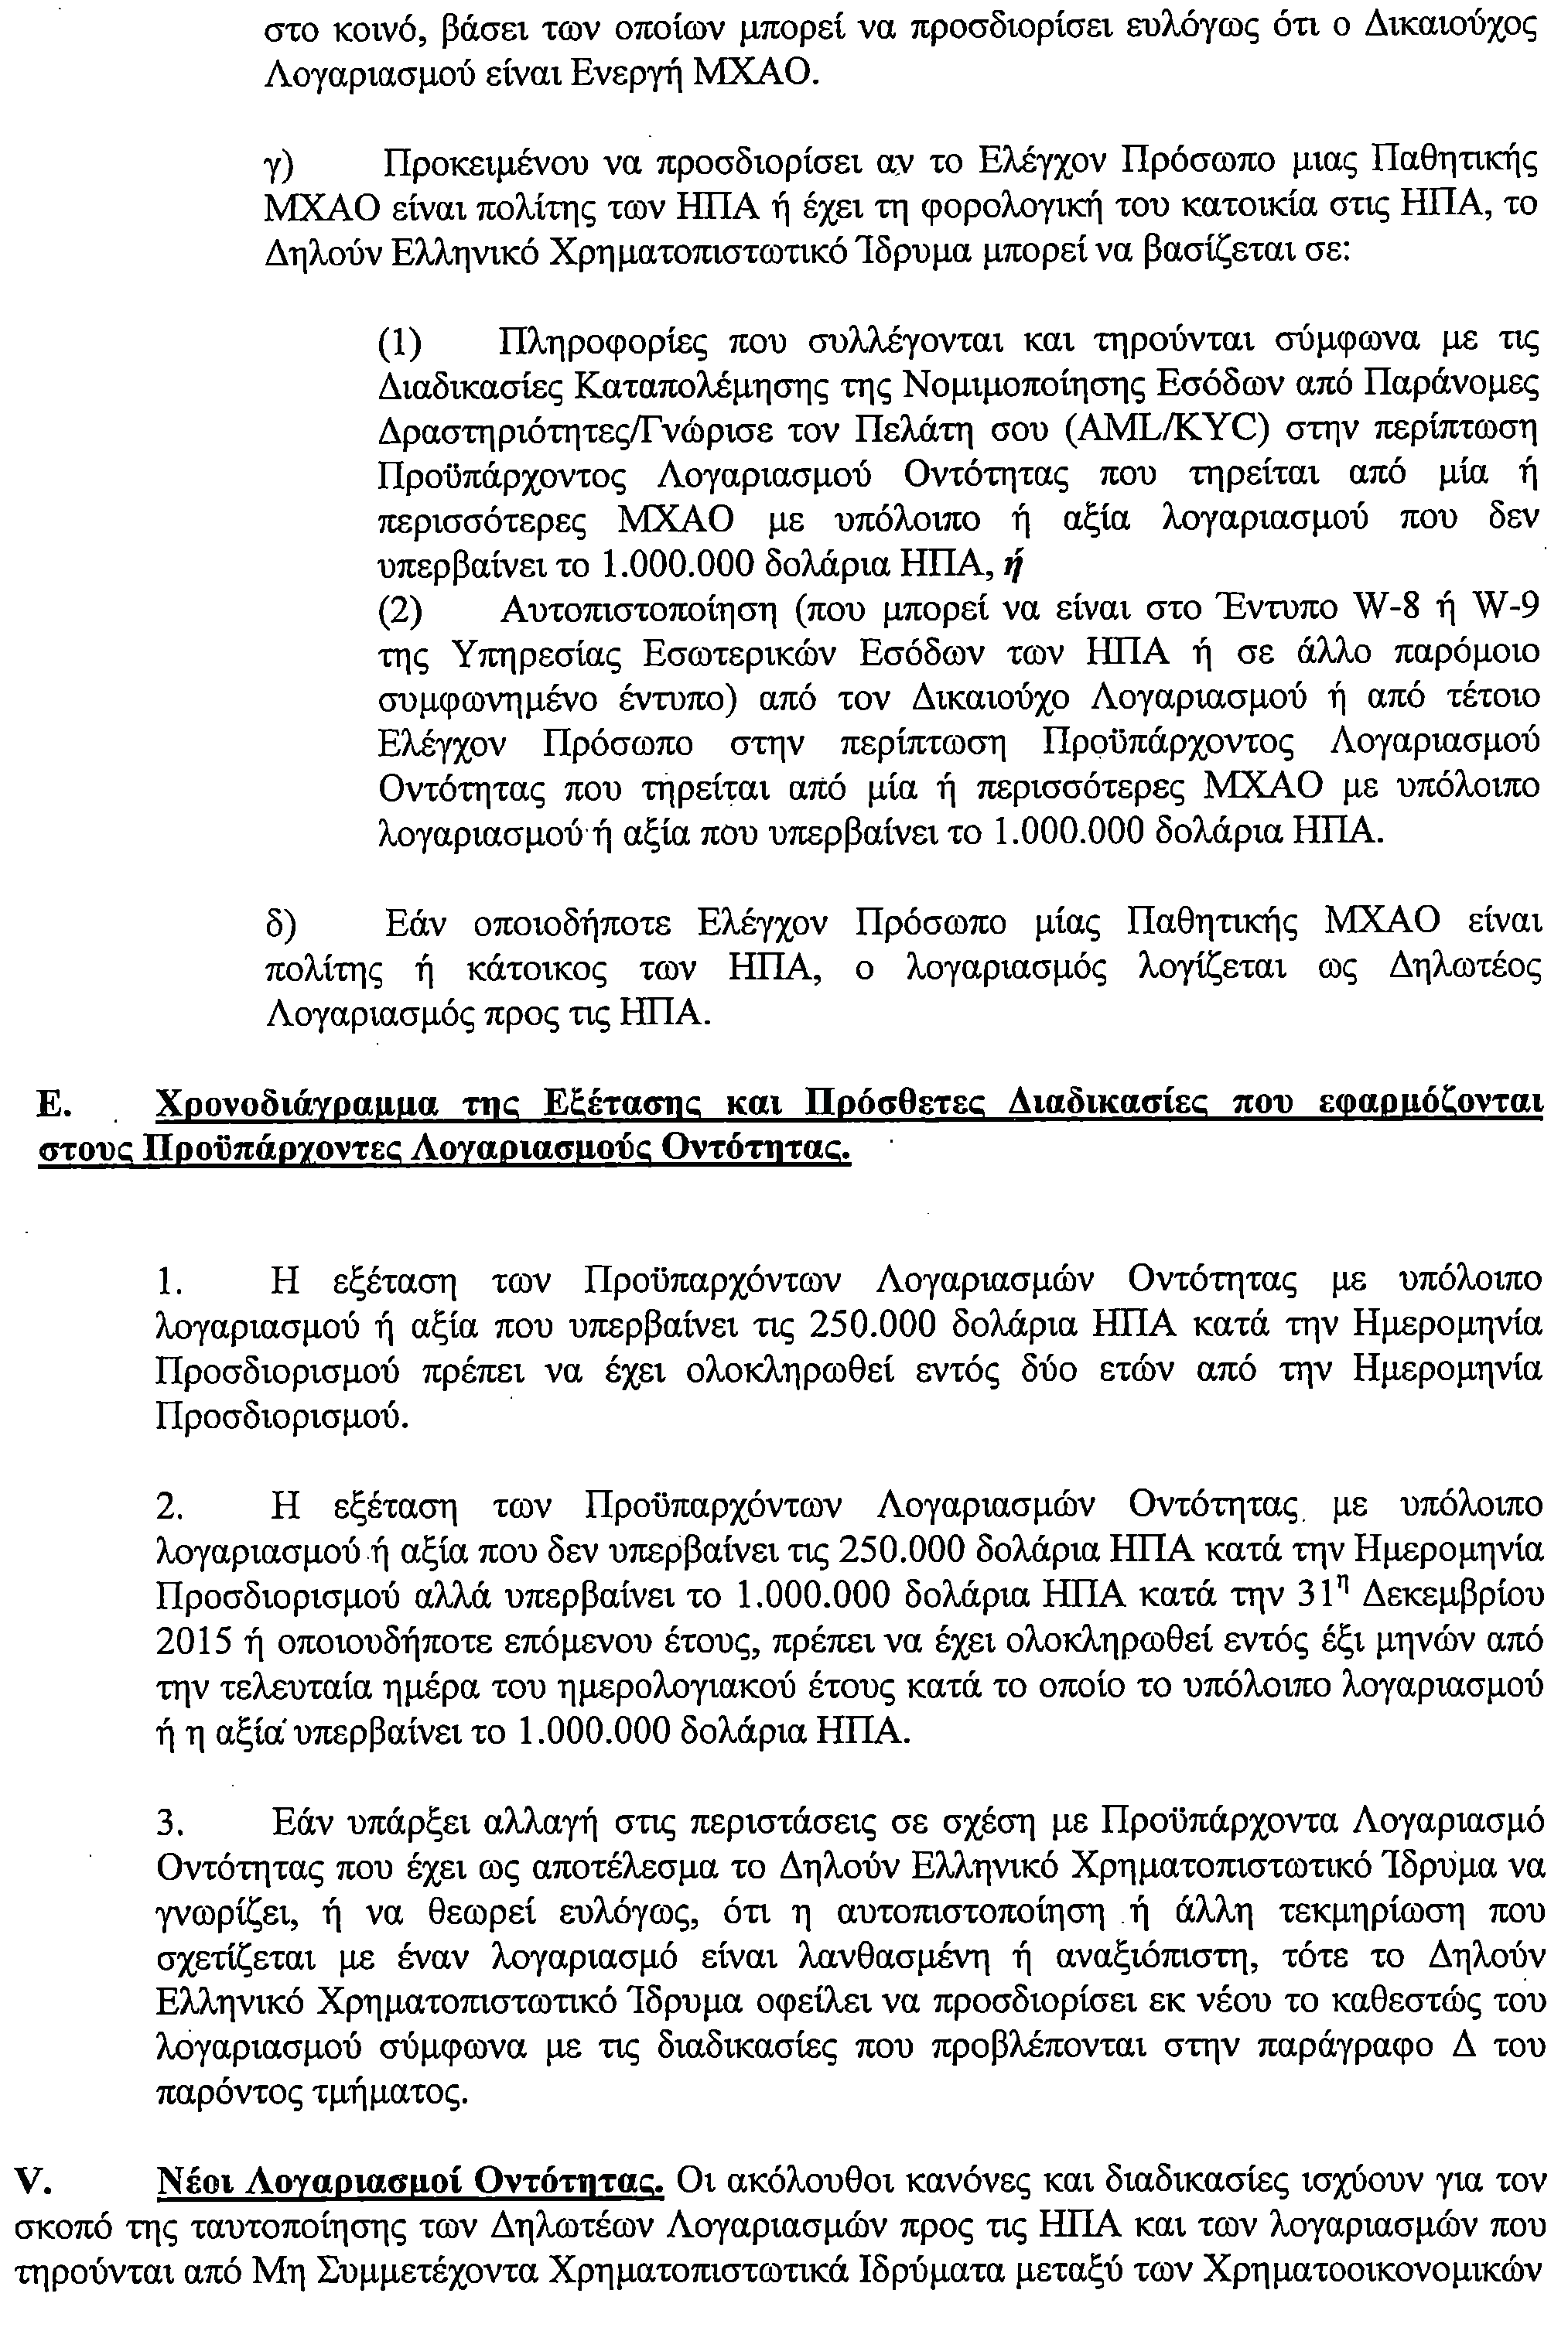 στο κοινό, βάσει των οποίων μπορεί να προσδιορίσει ευλόγως ότι ο Δικαιούχος
Λογαριασμού είναι Ενεργή ΜΧΑΟ.
γ) Προκειμένου να προσδιορίσει αν το Ελέγχον Πρόσωπο μιας Παθητικής
ΜΧΑΟ είναι πολίτης των ΗΠΑ ή έχει τη φορολογική του κατοικία στις ΗΠΑ, το
Δηλούν Ελληνικό Χρηματοπιστωτικό Ίδρυμα μπορεί να βασίζεται σε:
(1) Πληροφορίες που συλλέγονται και τηρούνται σύμφωνα με τις
Διαδικασίες Καταπολέμησης της Νομιμοποίησης Εσόδων από Παράνομες
Δραστηριότητες/Γνώρισε τον Πελάτη σου (AML/KYC) στην περίπτωση
Προϋπάρχοντος Λογαριασμού Οντότητας που τηρείται από μία ή
περισσότερες ΜΧΑΟ με υπόλοιπο ή αξία λογαριασμού που δεν
υπερβαίνει το 1.000.000 δολάρια ΗΠΑ, ή
(2) Αυτοπιστοποίηση (που μπορεί να είναι στο Έντυπο W-8 ή W-9
της Υπηρεσίας Εσωτερικών Εσόδων των ΗΠΑ ή σε άλλο παρόμοιο
συμφωνημένο έντυπο) από τον Δικαιούχο Λογαριασμού ή από τέτοιο
Ελέγχον Πρόσωπο στην περίπτωση Προϋπάρχοντος Λογαριασμού
Οντότητας που τηρείται από μία ή περισσότερες ΜΧΑΟ με υπόλοιπο
λογαριασμού ή αξία που υπερβαίνει το 1.000.000 δολάρια ΗΠΑ.
δ) Εάν οποιοδήποτε Ελέγχον Πρόσωπο μίας Παθητικής ΜΧΑΟ είναι
πολίτης ή κάτοικος των ΗΠΑ, ο λογαριασμός λογίζεται ως Δηλωτέος
Λογαριασμός προς τις ΗΠΑ.
Ε. Χρονοδιάγραμμα της Εξέτασης και Πρόσθετες Διαδικασίες που εφαρμόζονται
στους Προϋπάρχοντες Λογαριασμούς Οντότητας.
1. Η εξέταση των Προϋπαρχόντων Λογαριασμών Οντότητας με υπόλοιπο
λογαριασμού ή αξία που υπερβαίνει τις 250.000 δολάρια ΗΠΑ κατά την Ημερομηνία
Προσδιορισμού πρέπει να έχει ολοκληρωθεί εντός δύο ετών από την Ημερομηνία
Προσδιορισμού.
2. Η εξέταση των Προϋπαρχόντων Λογαριασμών Οντότητας με υπόλοιπο
λογαριασμού ή αξία που δεν υπερβαίνει τις 250.000 δολάρια ΗΠΑ κατά την Ημερομηνία
Προσδιορισμού αλλά υπερβαίνει το 1.000.000 δολάρια ΗΠΑ κατά την 31η Δεκεμβρίου
2015 ή οποιουδήποτε επόμενου έτους, πρέπει να έχει ολοκληρωθεί εντός έξι μηνών από
την τελευταία ημέρα του ημερολογιακού έτους κατά το οποίο το υπόλοιπο λογαριασμού
ή η αξία υπερβαίνει το 1.000.000 δολάρια ΗΠΑ.
3. Εάν υπάρξει αλλαγή στις περιστάσεις σε σχέση με Προϋπάρχοντα Λογαριασμό
Οντότητας που έχει ως αποτέλεσμα το Δηλούν Ελληνικό Χρηματοπιστωτικό Ίδρυμα να
γνωρίζει, ή να θεωρεί ευλόγως, ότι η αυτοπιστοποίηση ή άλλη τεκμηρίωση που
σχετίζεται με έναν λογαριασμό είναι λανθασμένη ή αναξιόπιστη, τότε το Δηλούν
Ελληνικό Χρηματοπιστωτικό Ίδρυμα οφείλει να προσδιορίσει εκ νέου το καθεστώς του
λογαριασμού σύμφωνα με τις διαδικασίες που προβλέπονται στην παράγραφο Δ του
παρόντος τμήματος.
V. Νέοι Λογαριασμοί Οντότητας. Οι ακόλουθοι κανόνες και διαδικασίες ισχύουν για τον
σκοπό της ταυτοποίησης των Δηλωτέων Λογαριασμών προς τις ΗΠΑ και των λογαριασμών που
τηρούνται από Μη Συμμετέχοντα Χρηματοπιστωτικά Ιδρύματα μεταξύ των Χρηματοοικονομικών